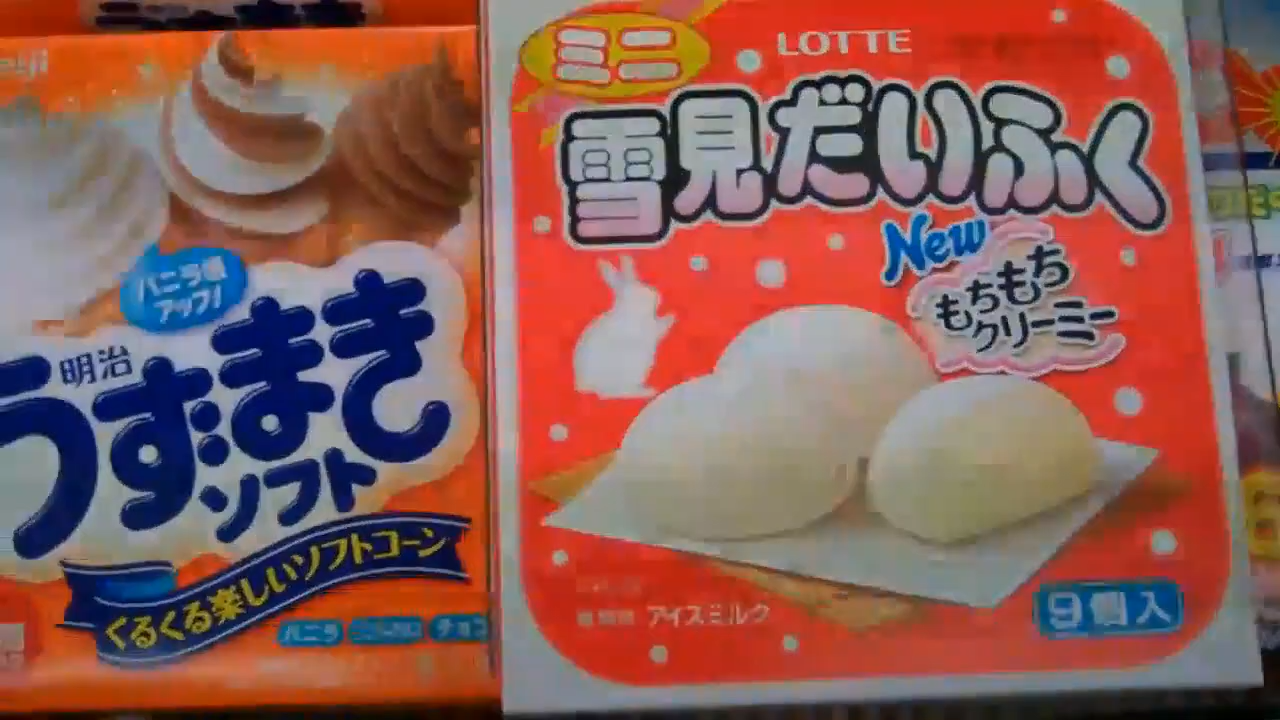 meiji
バニラ感
アップ!
明治
うずまき
ソフト
くるくる楽しいソフトコーン
バニラ
チョコ
ミニ
LOTTE
雪見だいふく
New
もちもち
クリーミー
アイスミルク
9個入